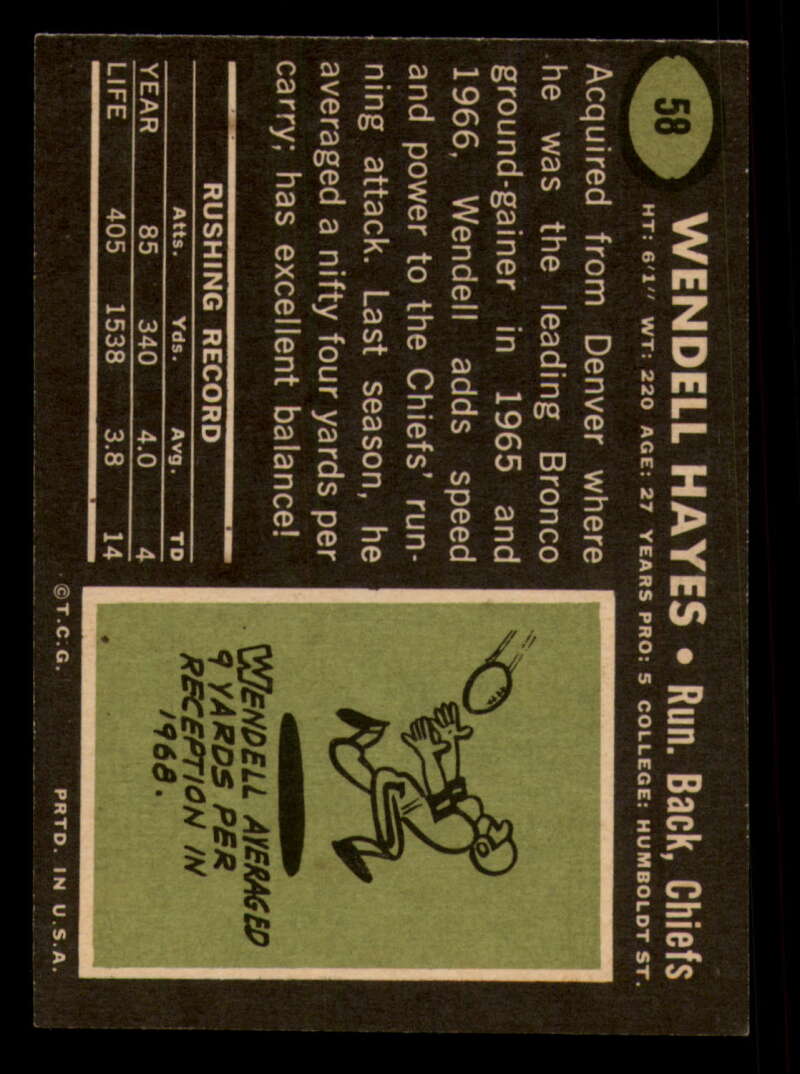 58
WENDELL HAYES • Run. Back, Chiefs
HT: 6'1" WT: 220 AGE: 27 YEARS PRO: 5 COLLEGE: HUMBOLDT ST.
Acquired from Denver where
he was the leading Bronco
ground-gainer in 1965 and
1966, Wendell adds speed
and power to the Chiefs' run-
ning attack. Last season, he
averaged a nifty four yards per
carry; has excellent balance!
RUSHING RECORD
Atts. Yds. Avg. TD
YEAR 85 340 4.0 4
LIFE 405 1538 3.8 14
WENDELL AVERAGED
9 YARDS PER
RECEPTION IN
1968.
©T.C.G. PRTD. IN U.S.A.